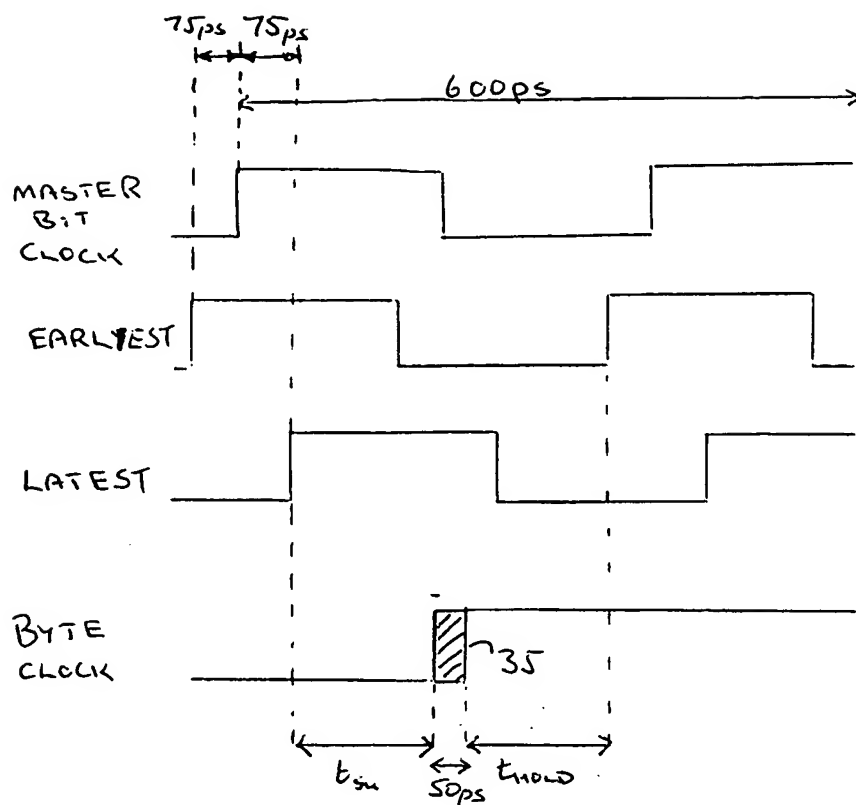 75ps 75ps
600ps
MASTER
BIT
CLOCK
EARLYEST
LATEST
BYTE
CLOCK
35
tsu
50ps
tHOLD